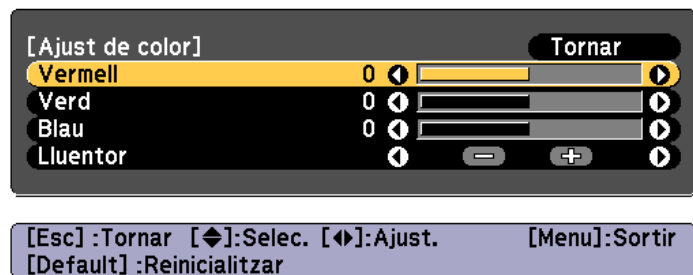 [Ajust de color] Tornar
Vermell 0
Verd 0
Blau 0
Lluentor
[Esc] :Tornar [◆]:Selec. [◆]:Ajust. [Menu]:Sortir
[Default] :Reinicialitzar